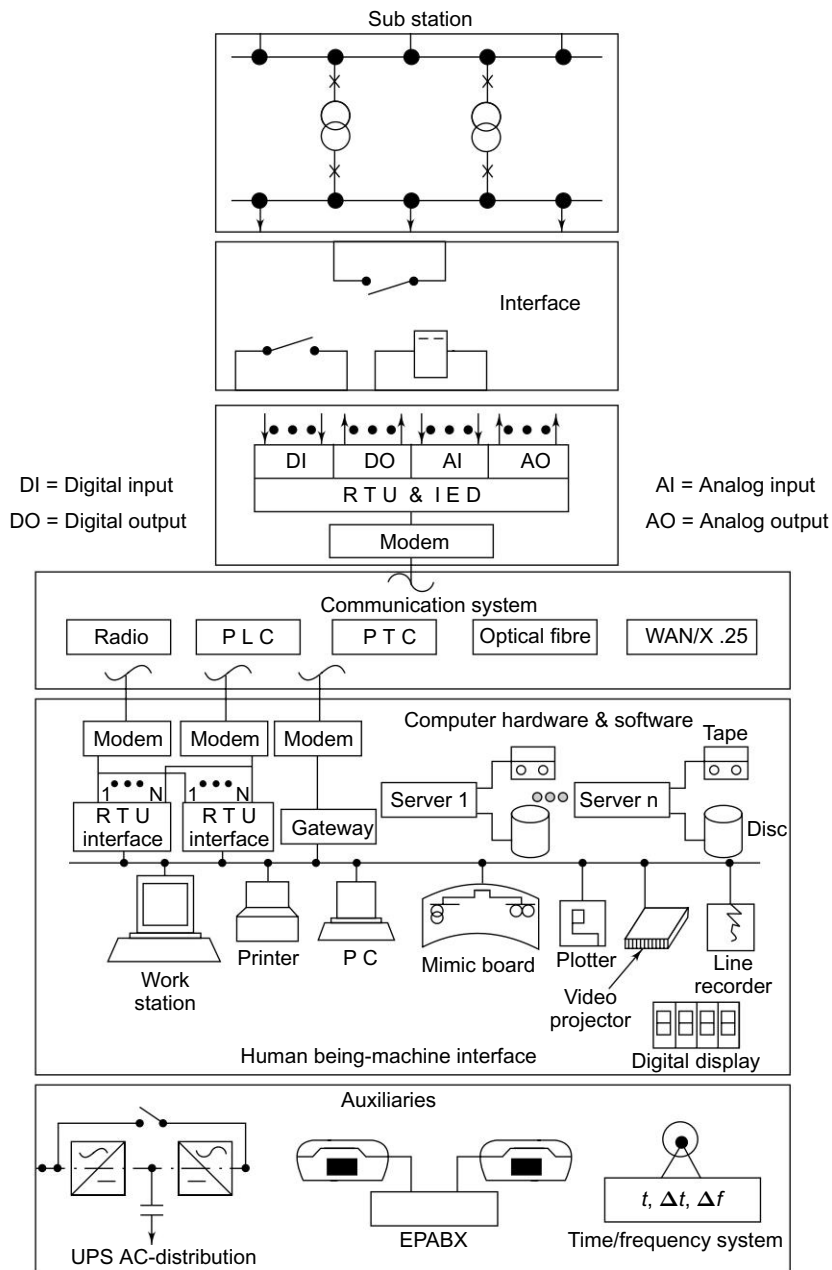 Sub station
Interface
DI
DO
AI
AO
DI = Digital input
DO = Digital output
R T U & I E D
AI = Analog input
AO = Analog output
Modem
Communication system
Radio
P L C
P T C
Optical fibre
WAN/X .25
Computer hardware & software
Tape
Modem
Modem
Modem
1
N
1
N
Server 1
Server n
R T U
interface
R T U
interface
Gateway
Disc
Work
station
Printer
P C
Mimic board
Plotter
Video
projector
Line
recorder
Human being-machine interface
Digital display
Auxiliaries
t, Δt, Δf
UPS AC-distribution
EPABX
Time/frequency system